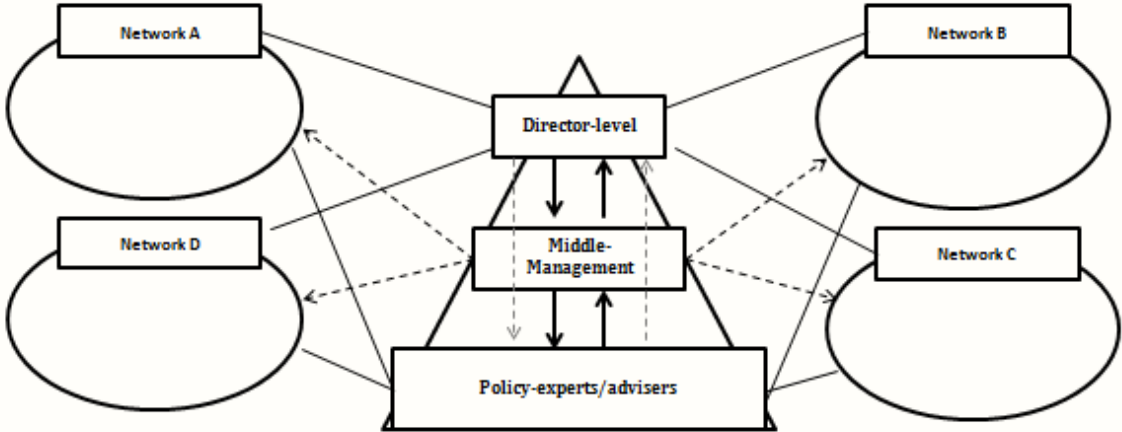 Network A
Network B
Director-level
Network D
Middle-
Management
Network C
Policy-experts/advisers